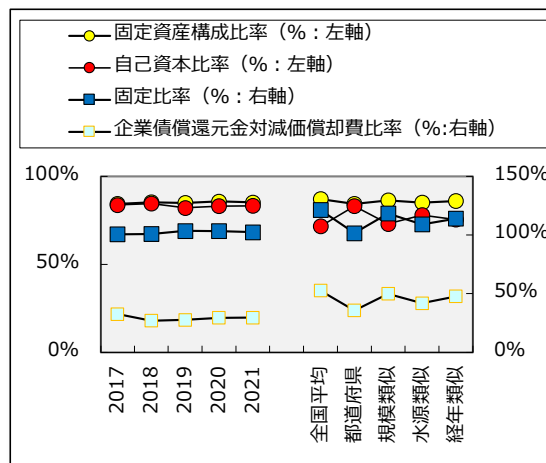 固定資産構成比率（%：左軸）
自己資本比率（%：左軸）
固定比率（%：右軸）
企業債償還元金対減価償却費比率（%:右軸）
100%
150%
100%
50%
50%
0%
0%
2017
2018
2019
2020
2021
全国平均
都道府県
規模類似
水源類似
経年類似